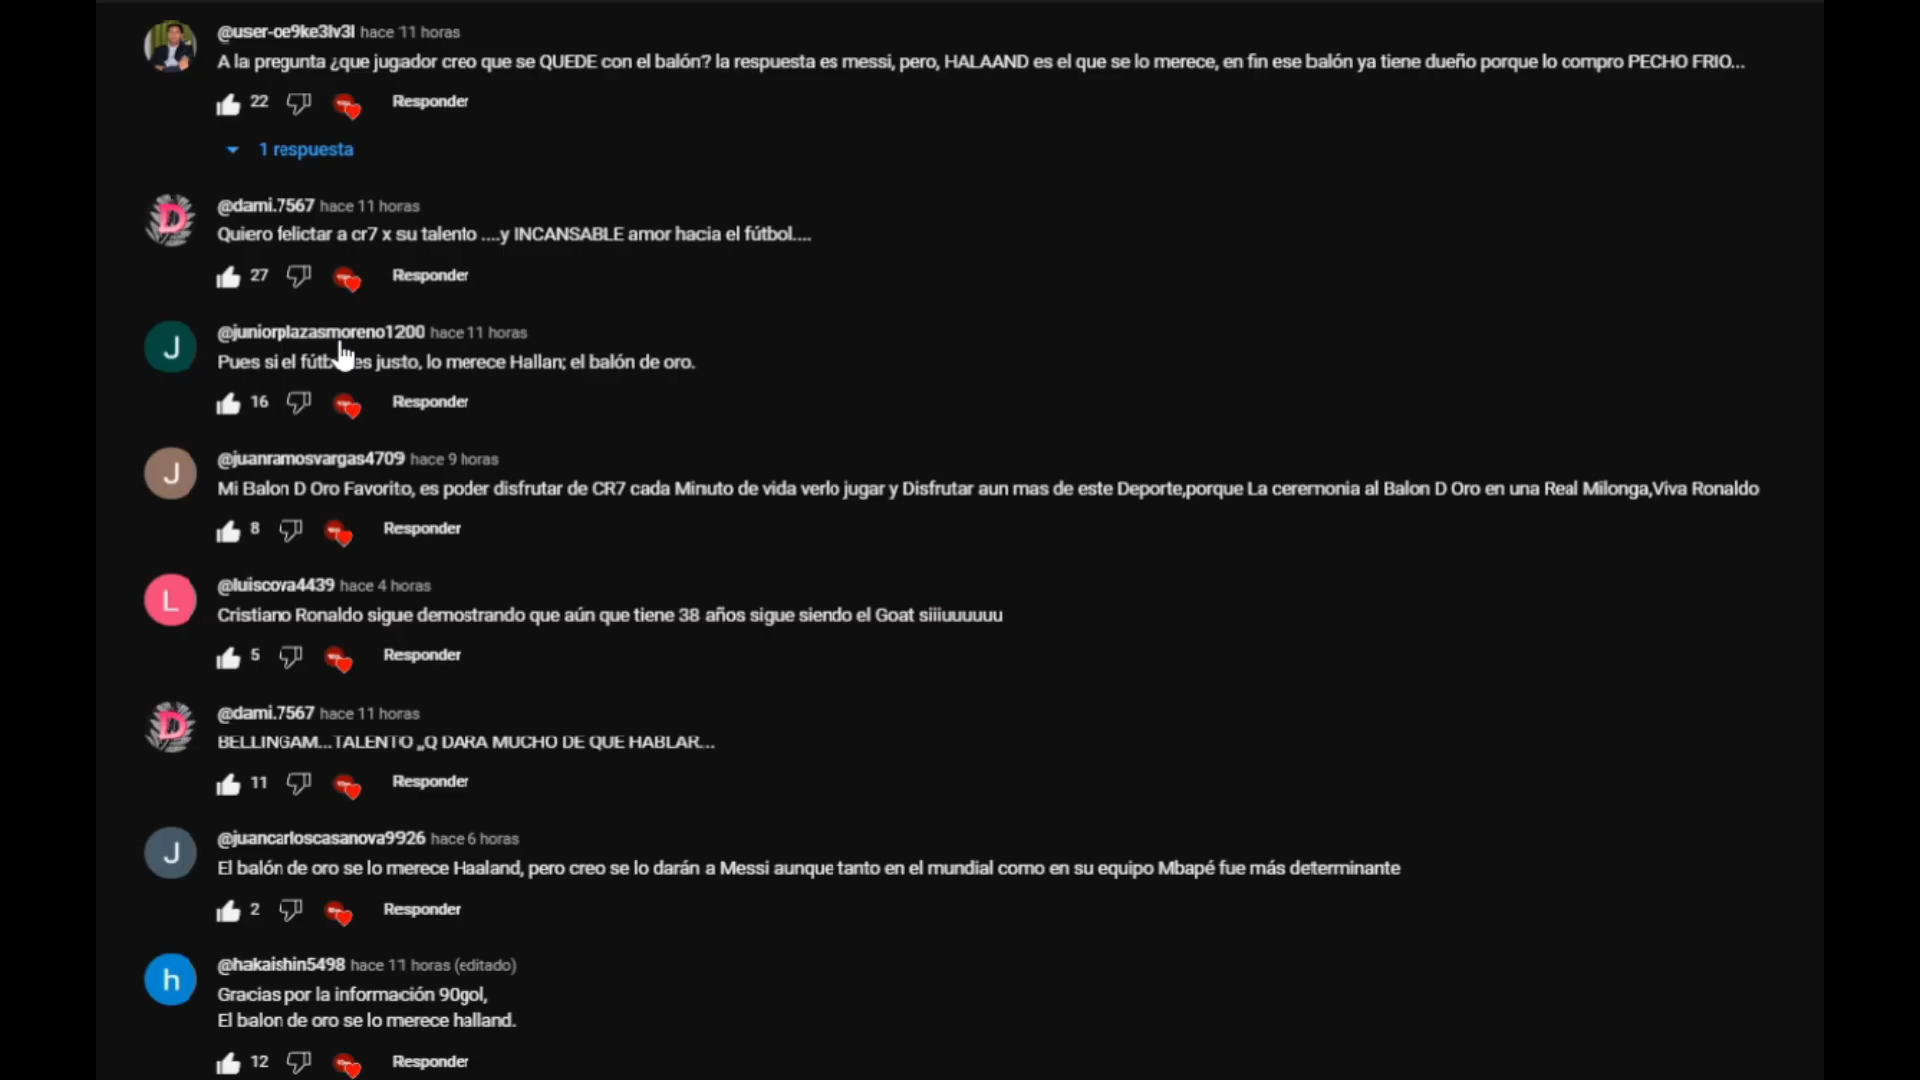 @user-oe9ke3lv3l hace 11 horas
A la pregunta ¿que jugador creo que se QUEDE con el balón? la respuesta es messi, pero, HALAAND es el que se lo merece, en fin ese balón ya tiene dueño porque lo compro PECHO FRIO...
22 Responder
1 respuesta
D
@dami.7567 hace 11 horas
Quiero felictar a cr7 x su talento ....y INCANSABLE amor hacia el fútbol....
27 Responder
J
@juniorplazasmoreno1200 hace 11 horas
Pues si el es justo, lo merece Hallan; el balón de oro.
16 Responder
J
@juanramosvargas4709 hace 9 horas
Mi Balon D Oro Favorito, es poder disfrutar de CR7 cada Minuto de vida verlo jugar y Disfrutar aun mas de este Deporte,porque La ceremonia al Balon D Oro en una Real Milonga,Viva Ronaldo
8 Responder
L
@luiscova4439 hace 4 horas
Cristiano Ronaldo sigue demostrando que aún que tiene 38 años sigue siendo el Goat siiiuuuuuu
5 Responder
D
@dami.7567 hace 11 horas
BELLINGAM...TALENTO ,,Q DARA MUCHO DE QUE HABLAR...
11 Responder
J
@juancarloscasanova9926 hace 6 horas
El balón de oro se lo merece Haaland, pero creo se lo darán a Messi aunque tanto en el mundial como en su equipo Mbapé fue más determinante
2 Responder
h
@hakaishin5498 hace 11 horas (editado)
Gracias por la información 90gol,
El balon de oro se lo merece halland.
12 Responder